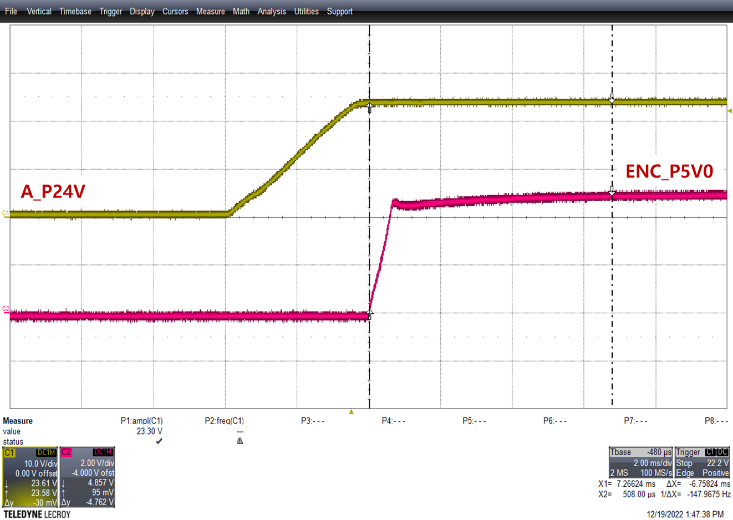 File Vertical Timebase Trigger Display Cursors Measure Math Analysis Utilities Support
A_P24V
ENC_P5V0
C1
C2
Measure P1:ampl(C1) P2:freq(C1) P3:--- P4:--- P5:--- P6:--- P7:--- P8:---
value 23.30 V ---
status
C1 DC1M
10.0 V/div
0.00 V offset
↓ 23.61 V
↑ 23.58 V
Δy -30 mV
C2 DC1M
2.00 V/div
-4.000 V ofst
↓ 4.857 V
↑ 95 mV
Δy -4.762 V
Tbase -480 µs
2.00 ms/div
2 MS 100 MS/s
Trigger C1 DC
Stop 22.2 V
Edge Positive
X1= 7.26624 ms ΔX= -6.75824 ms
X2= 508.00 µs 1/ΔX= -147.9675 Hz
TELEDYNE LECROY
12/19/2022 1:47:38 PM